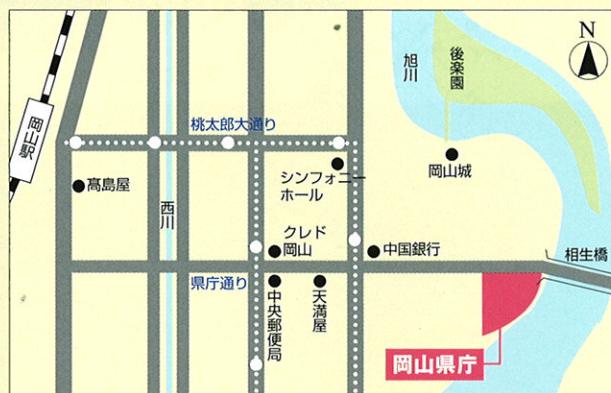 N
後楽園
旭川
岡山駅
桃太郎大通り
シンフォニー
ホール
岡山城
髙島屋
西川
クレド
岡山
中国銀行
相生橋
県庁通り
中央郵便局
天満屋
岡山県庁